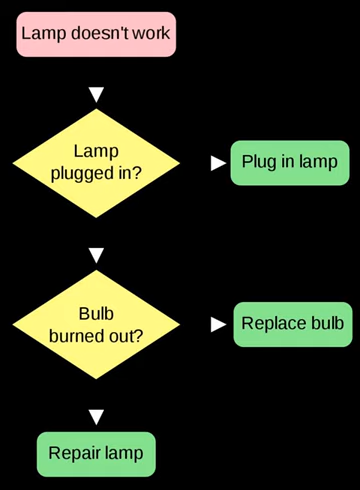 Lamp doesn't work
Lamp
plugged in?
Plug in lamp
Bulb
burned out?
Replace bulb
Repair lamp